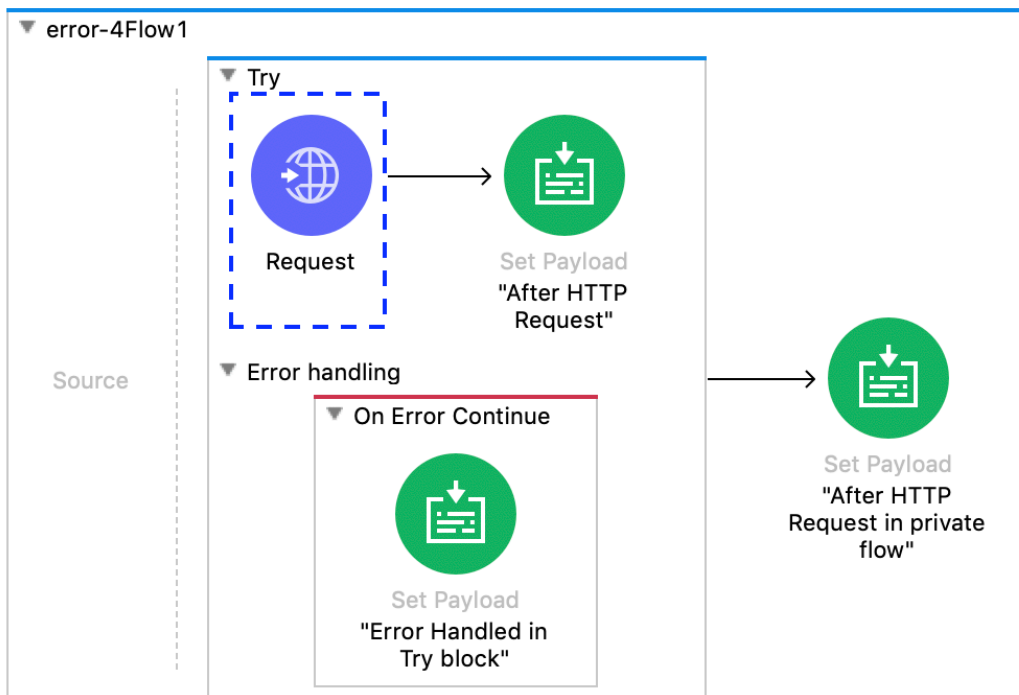 error-4Flow1
Try
Request
Set Payload
"After HTTP
Request"
Source
Error handling
On Error Continue
Set Payload
"Error Handled in
Try block"
Set Payload
"After HTTP
Request in private
flow"